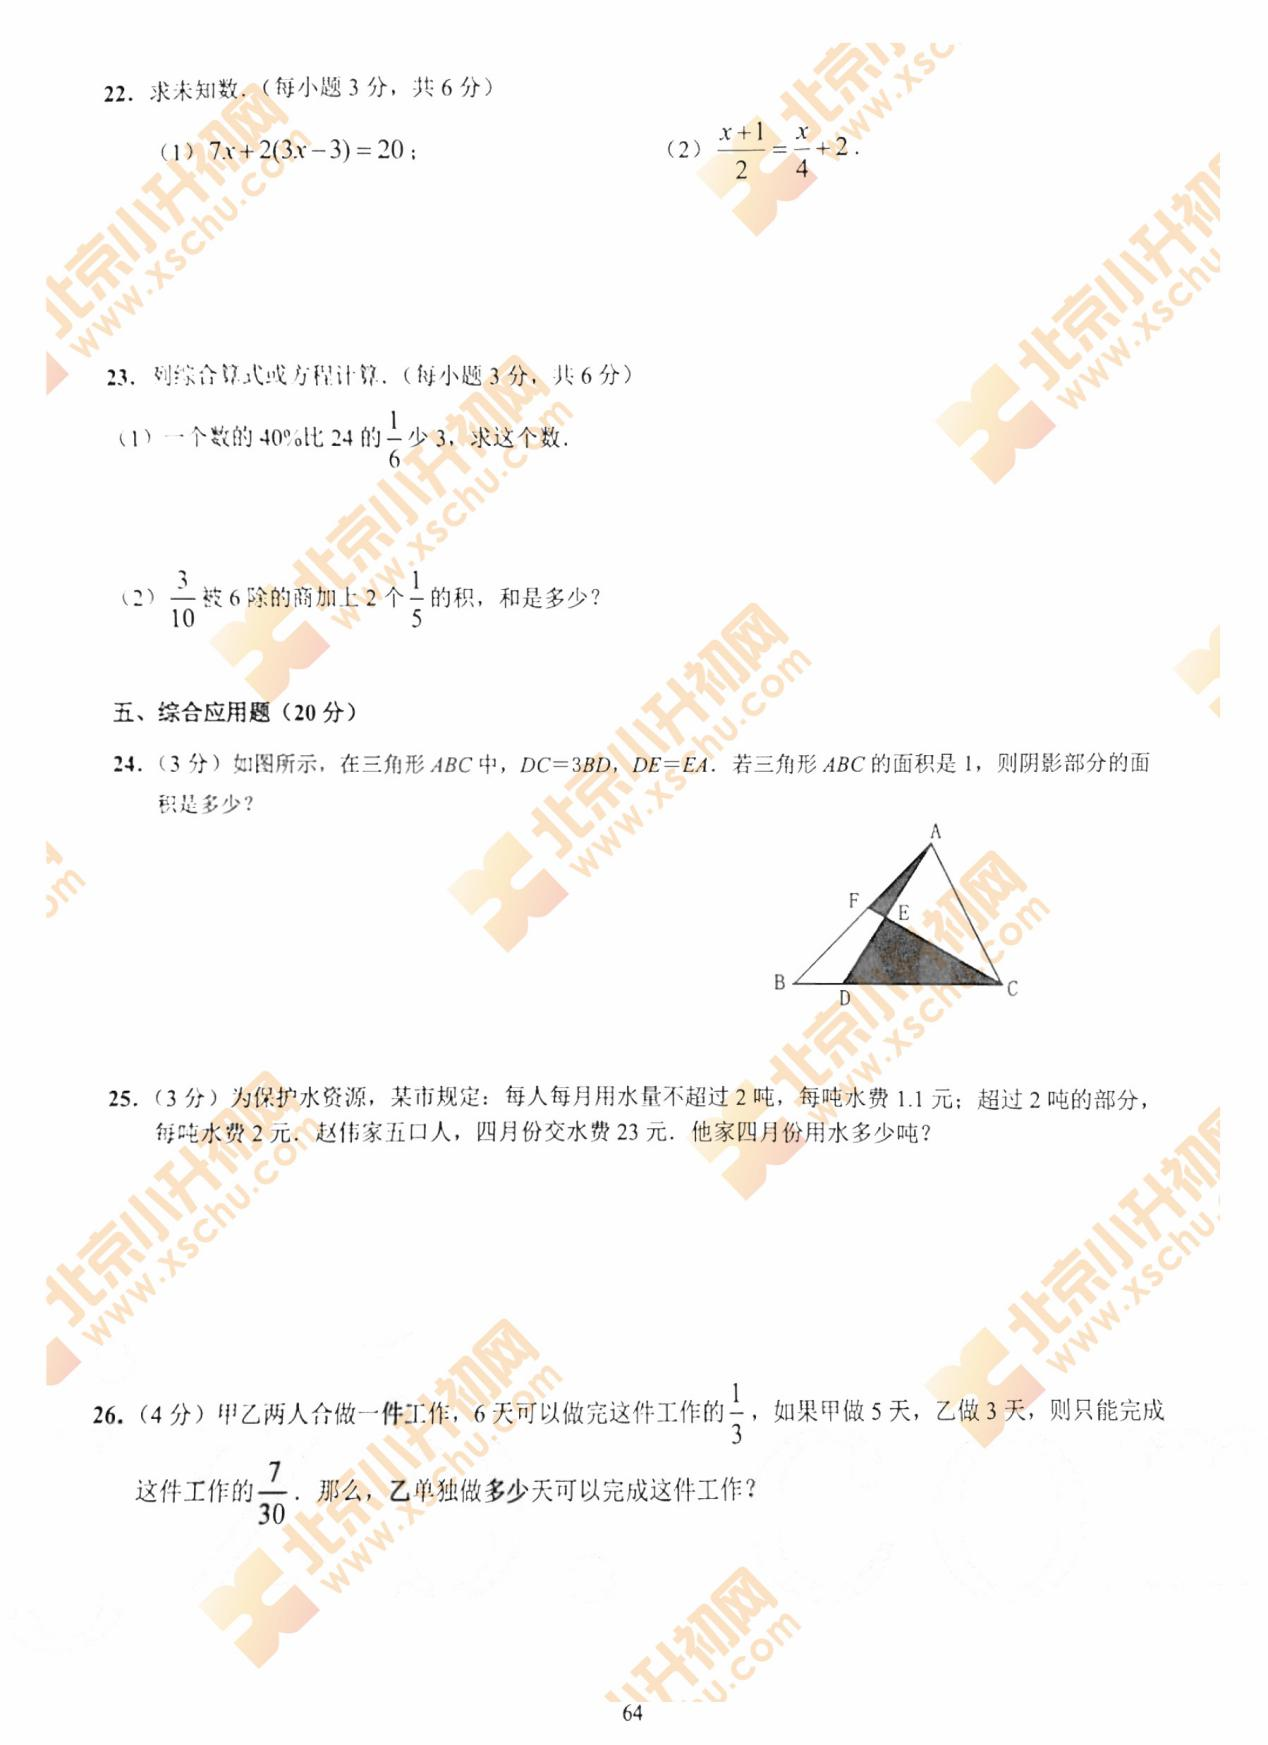 22．求未知数．（每小题 3 分，共 6 分）
（1）7x+2(3x−3)=20；
（2）(x+1)/2=x/4+2．
23．列综合算式或方程计算．（每小题 3 分，共 6 分）
（1）一个数的 40%比 24 的 1/6 少 3，求这个数．
（2）3/10 被 6 除的商加上 2 个 1/5 的积，和是多少？
五、综合应用题（20 分）
24．（3 分）如图所示，在三角形 ABC 中，DC=3BD，DE=EA．若三角形 ABC 的面积是 1，则阴影部分的面
积是多少？
A
F
E
B
D
C
25．（3 分）为保护水资源，某市规定：每人每月用水量不超过 2 吨，每吨水费 1.1 元；超过 2 吨的部分，
每吨水费 2 元．赵伟家五口人，四月份交水费 23 元．他家四月份用水多少吨？
26．（4 分）甲乙两人合做一件工作，6 天可以做完这件工作的 1/3，如果甲做 5 天，乙做 3 天，则只能完成
这件工作的 7/30．那么，乙单独做多少天可以完成这件工作？
64
北京小升初网
www.xschu.com